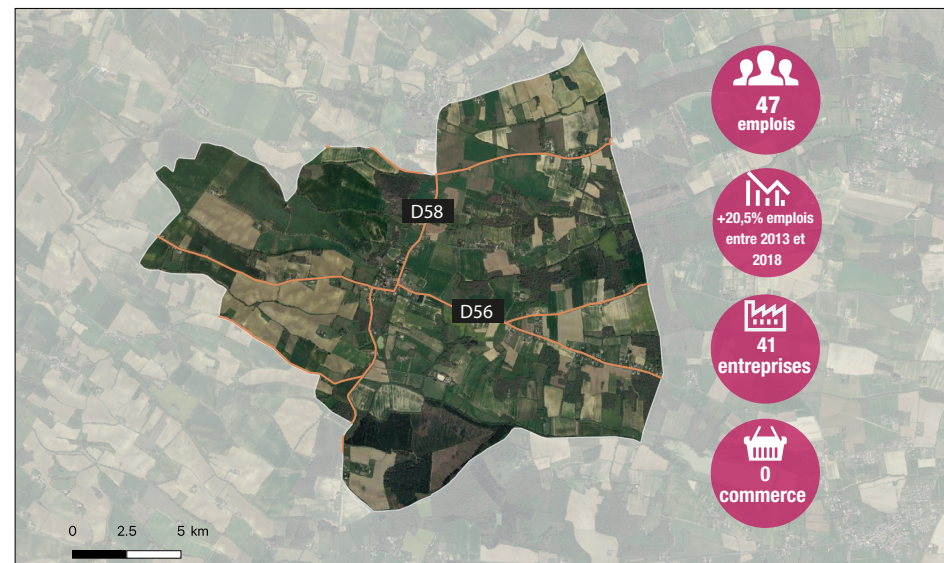 47
emplois
D58
+20,5% emplois
entre 2013 et
2018
D56
41
entreprises
0
commerce
0 2.5 5 km